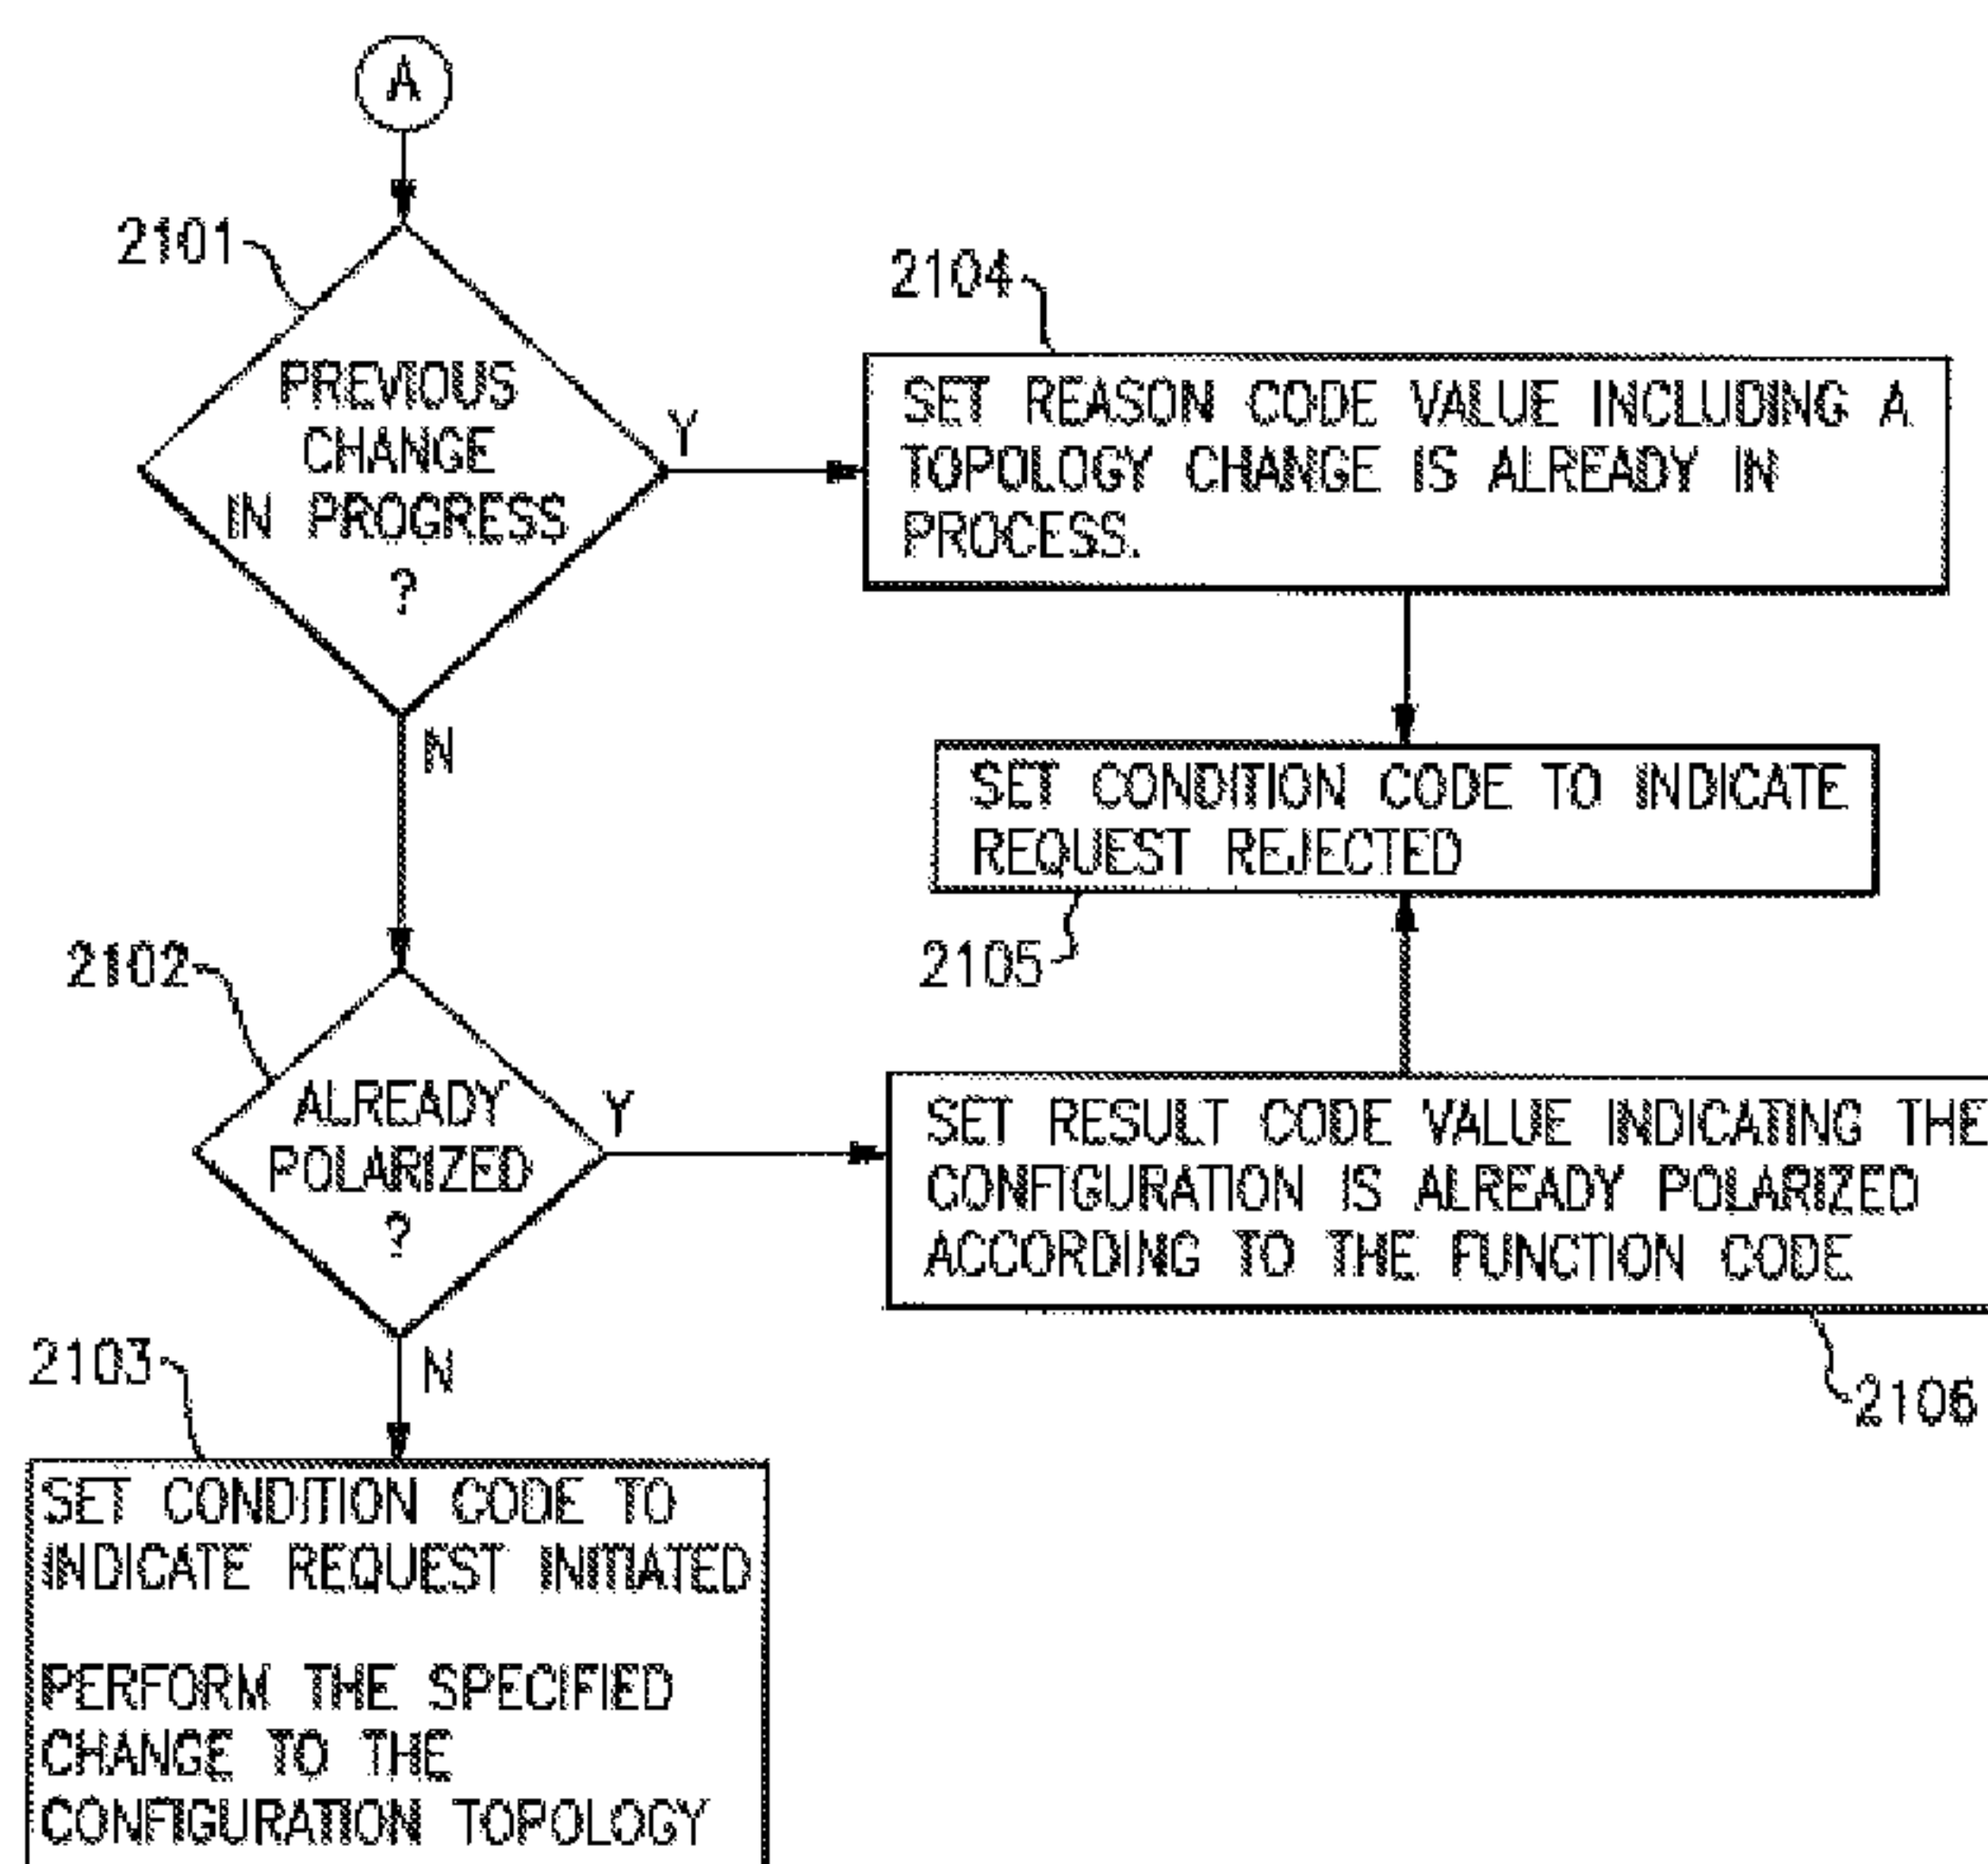 A
2101
PREVIOUS
CHANGE
IN PROGRESS
?
Y
N
2104
SET REASON CODE VALUE INCLUDING A
TOPOLOGY CHANGE IS ALREADY IN
PROCESS.
SET CONDITION CODE TO INDICATE
REQUEST REJECTED
2105
2102
ALREADY
POLARIZED
?
Y
N
SET RESULT CODE VALUE INDICATING THE
CONFIGURATION IS ALREADY POLARIZED
ACCORDING TO THE FUNCTION CODE
2106
2103
SET CONDITION CODE TO
INDICATE REQUEST INITIATED
PERFORM THE SPECIFIED
CHANGE TO THE
CONFIGURATION TOPOLOGY